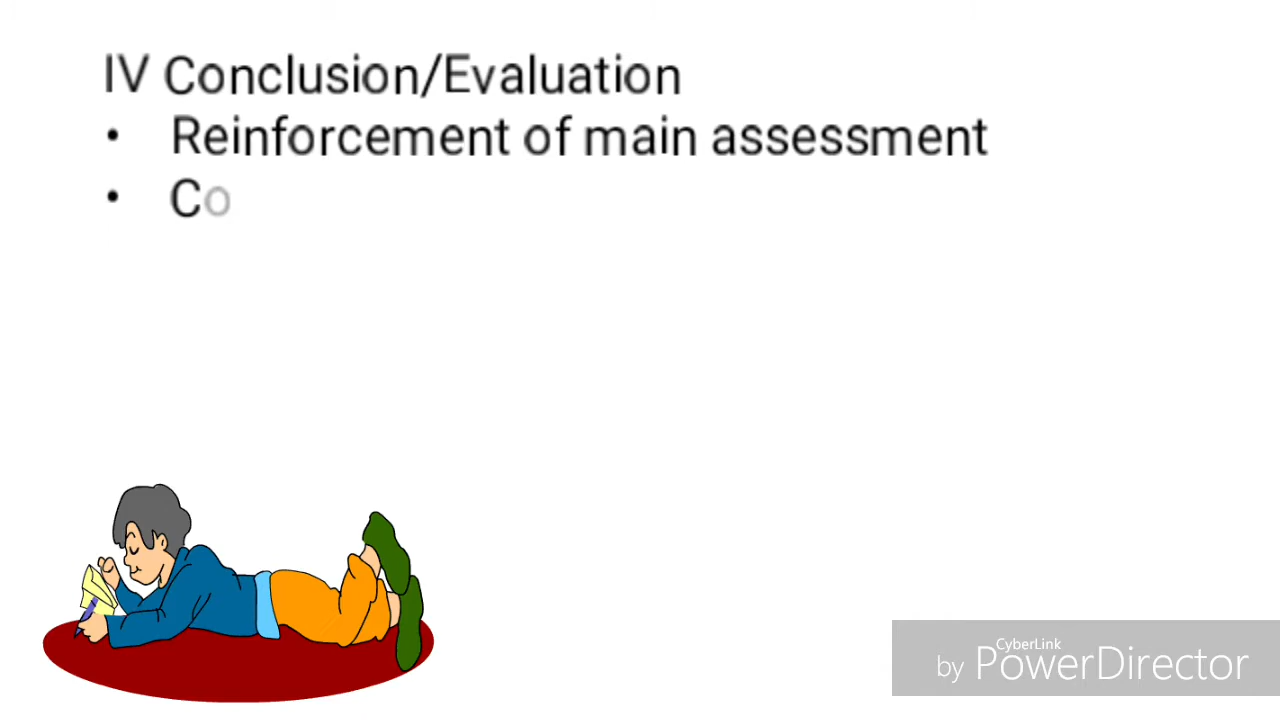 IV Conclusion/Evaluation
• Reinforcement of main assessment
• Co
CyberLink
by PowerDirector